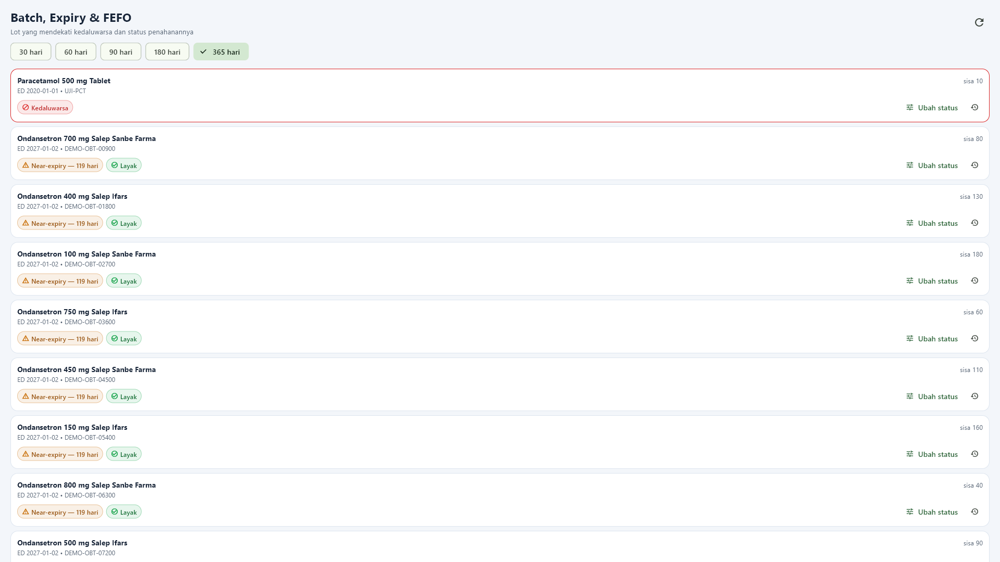 Batch, Expiry & FEFO
Lot yang mendekati kedaluwarsa dan status penahanannya
30 hari
60 hari
90 hari
180 hari
365 hari
Paracetamol 500 mg Tablet
sisa 10
ED 2020-01-01 • UJI-PCT
Kedaluwarsa
Ubah status
Ondansetron 700 mg Salep Sanbe Farma
sisa 80
ED 2027-01-02 • DEMO-OBT-00900
Near-expiry — 119 hari
Layak
Ubah status
Ondansetron 400 mg Salep Ifars
sisa 130
ED 2027-01-02 • DEMO-OBT-01800
Near-expiry — 119 hari
Layak
Ubah status
Ondansetron 100 mg Salep Sanbe Farma
sisa 180
ED 2027-01-02 • DEMO-OBT-02700
Near-expiry — 119 hari
Layak
Ubah status
Ondansetron 750 mg Salep Ifars
sisa 60
ED 2027-01-02 • DEMO-OBT-03600
Near-expiry — 119 hari
Layak
Ubah status
Ondansetron 450 mg Salep Sanbe Farma
sisa 110
ED 2027-01-02 • DEMO-OBT-04500
Near-expiry — 119 hari
Layak
Ubah status
Ondansetron 150 mg Salep Ifars
sisa 160
ED 2027-01-02 • DEMO-OBT-05400
Near-expiry — 119 hari
Layak
Ubah status
Ondansetron 800 mg Salep Sanbe Farma
sisa 40
ED 2027-01-02 • DEMO-OBT-06300
Near-expiry — 119 hari
Layak
Ubah status
Ondansetron 500 mg Salep Ifars
sisa 90
ED 2027-01-02 • DEMO-OBT-07200